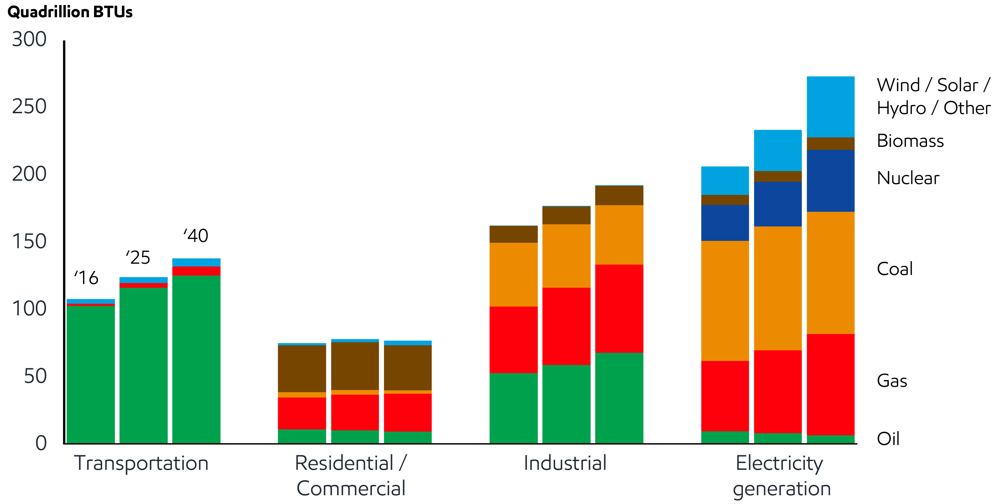 Quadrillion BTUs
300
250
200
150
100
50
0
‘16
‘25
‘40
Transportation
Residential /
Commercial
Industrial
Electricity
generation
Wind / Solar /
Hydro / Other
Biomass
Nuclear
Coal
Gas
Oil